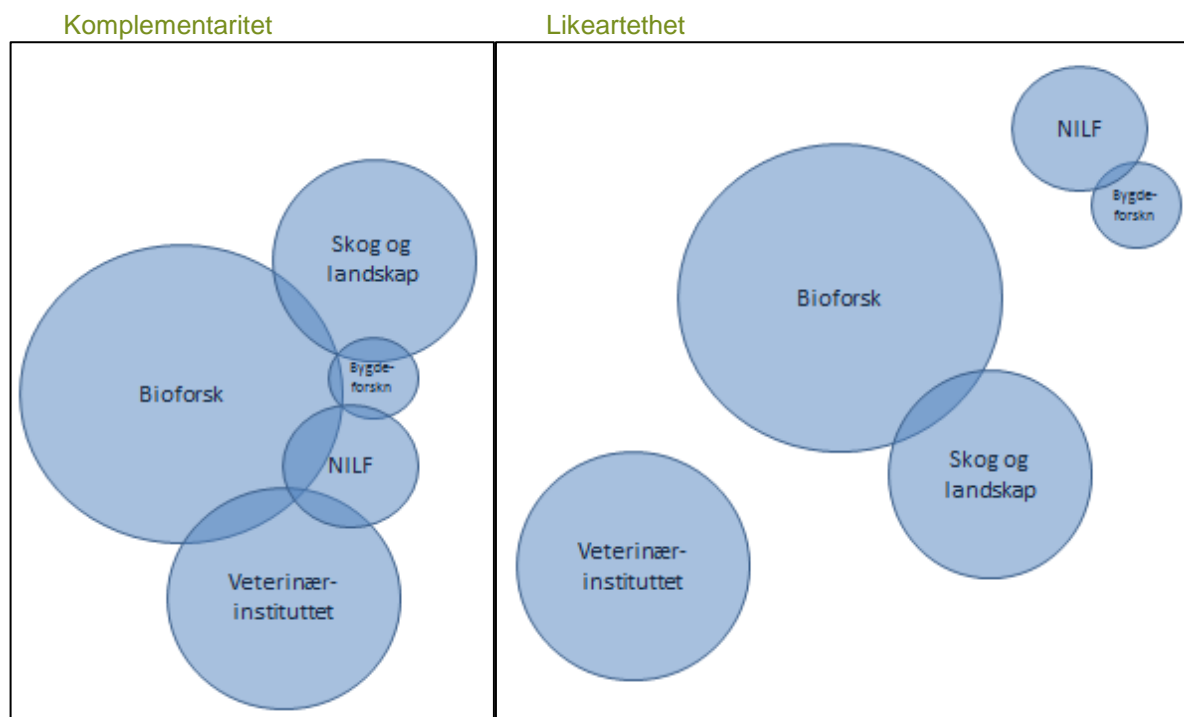 Komplementaritet
Likeartethet
Skog og
landskap
Bygde-
forskn
Bioforsk
NILF
Veterinær-
instituttet
NILF
Bygde-
forskn
Bioforsk
Skog og
landskap
Veterinær-
instituttet